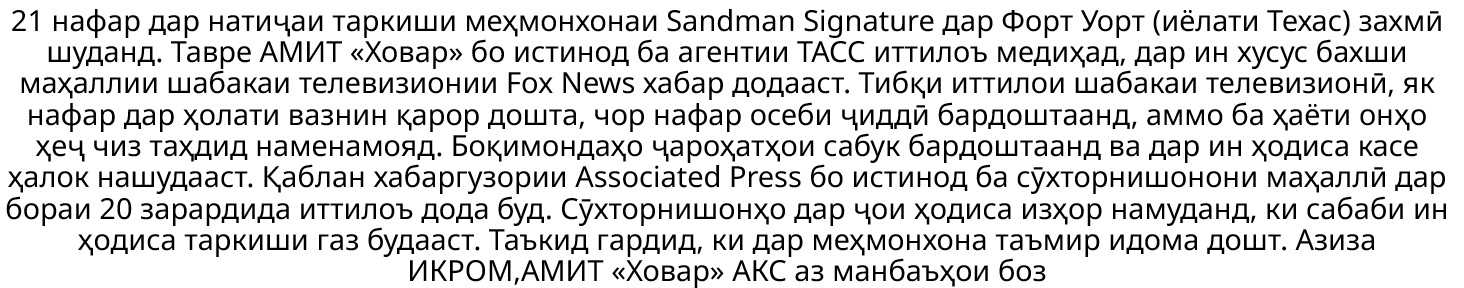 21 нафар дар натиҷаи таркиши меҳмонхонаи Sandman Signature дар Форт Уорт (иёлати Техас) захмӣ
шуданд. Тавре АМИТ «Ховар» бо истинод ба агентии ТАСС иттилоъ медиҳад, дар ин хусус бахши
маҳаллии шабакаи телевизионии Fox News хабар додааст. Тибқи иттилои шабакаи телевизионӣ, як
нафар дар ҳолати вазнин қарор дошта, чор нафар осеби ҷиддӣ бардоштаанд, аммо ба ҳаёти онҳо
ҳеҷ чиз таҳдид наменамояд. Боқимондаҳо ҷароҳатҳои сабук бардоштаанд ва дар ин ҳодиса касе
ҳалок нашудааст. Қаблан хабаргузории Associated Press бо истинод ба сӯхторнишонони маҳаллӣ дар
бораи 20 зарардида иттилоъ дода буд. Сӯхторнишонҳо дар ҷои ҳодиса изҳор намуданд, ки сабаби ин
ҳодиса таркиши газ будааст. Таъкид гардид, ки дар меҳмонхона таъмир идома дошт. Азиза
ИКРОМ,АМИТ «Ховар» АКС аз манбаъҳои боз